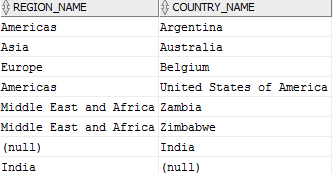 REGION_NAME COUNTRY_NAME
Americas Argentina
Asia Australia
Europe Belgium
Americas United States of America
Middle East and Africa Zambia
Middle East and Africa Zimbabwe
(null) India
India (null)